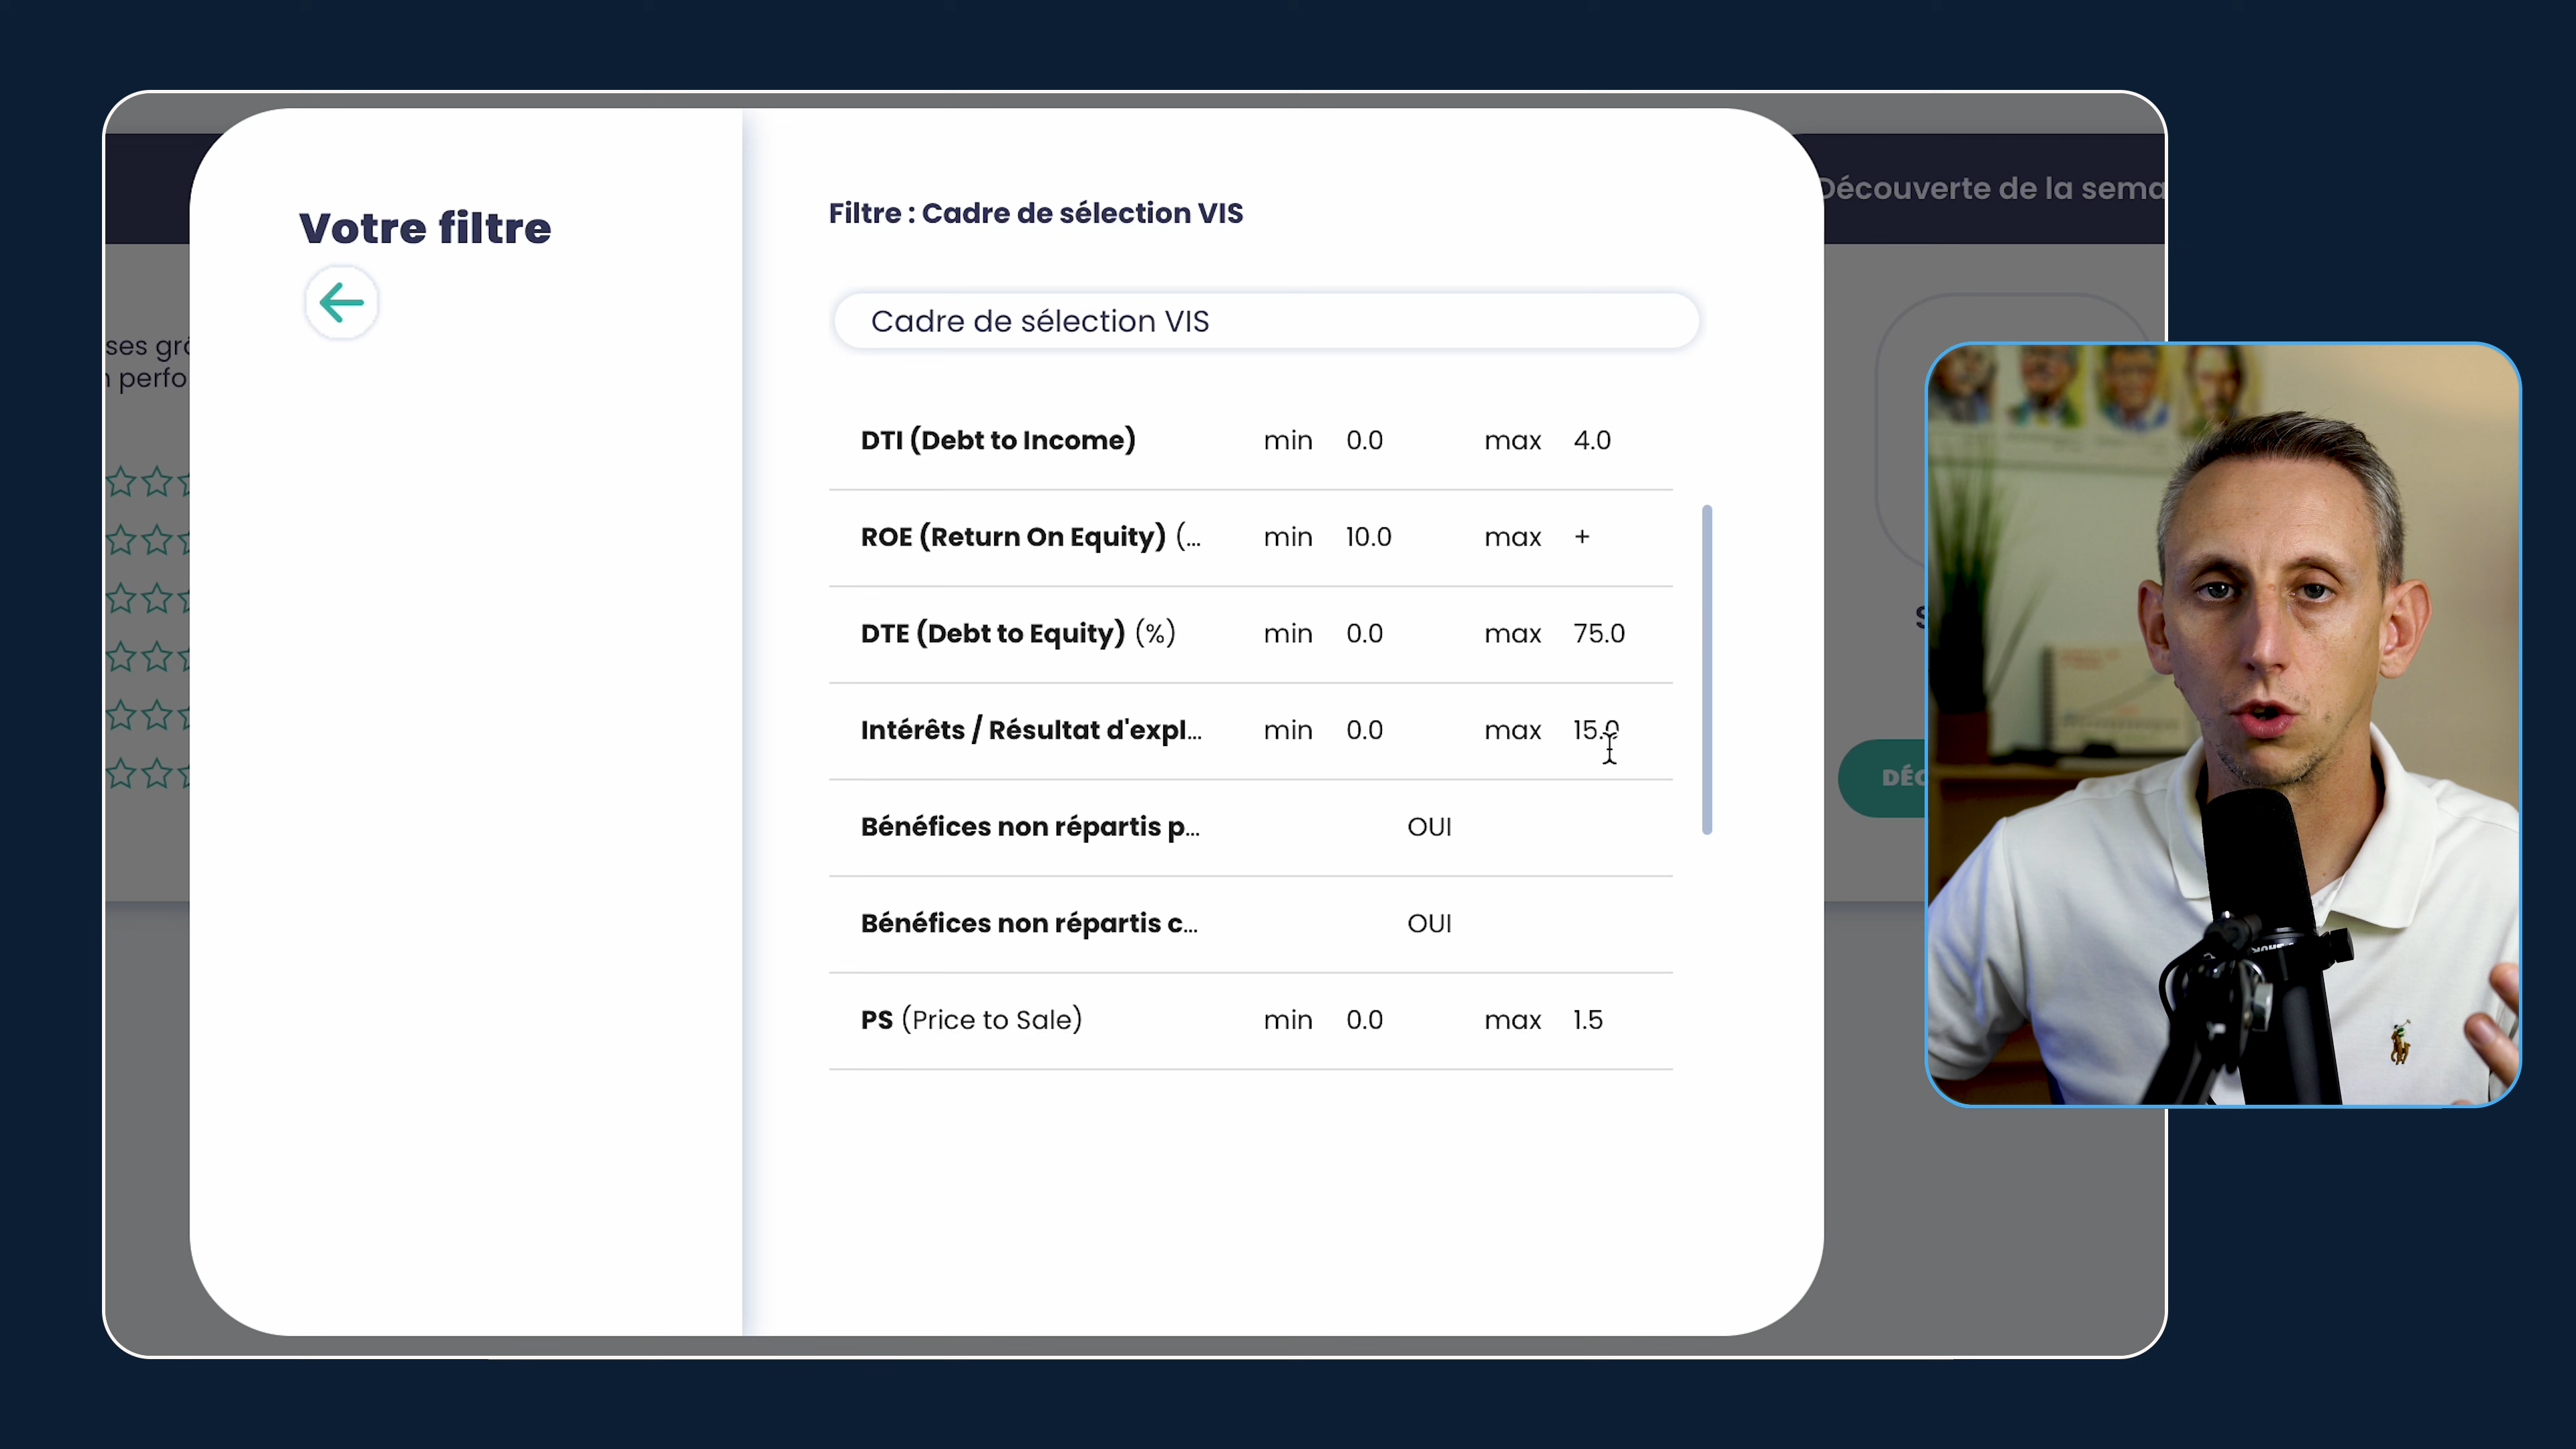 Votre filtre
Filtre : Cadre de sélection VIS
Cadre de sélection VIS
DTI (Debt to Income) min 0.0 max 4.0
ROE (Return On Equity) (... min 10.0 max +
DTE (Debt to Equity) (%) min 0.0 max 75.0
Intérêts / Résultat d'expl... min 0.0 max 15.0
Bénéfices non répartis p... OUI
Bénéfices non répartis c... OUI
PS (Price to Sale) min 0.0 max 1.5
Découverte de la sema
ses gr
perfo
DÉC